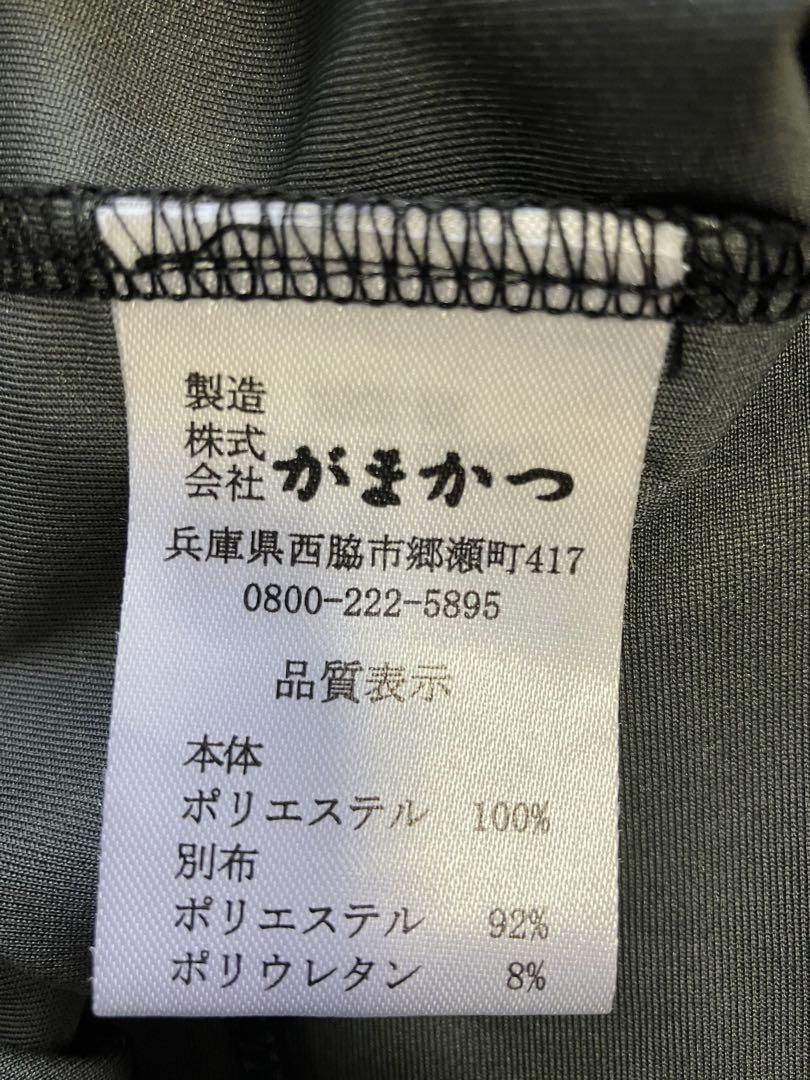 製造
株式会社 がまかつ
兵庫県西脇市郷瀬町417
0800-222-5895
品質表示
本体
ポリエステル 100%
別布
ポリエステル 92%
ポリウレタン 8%